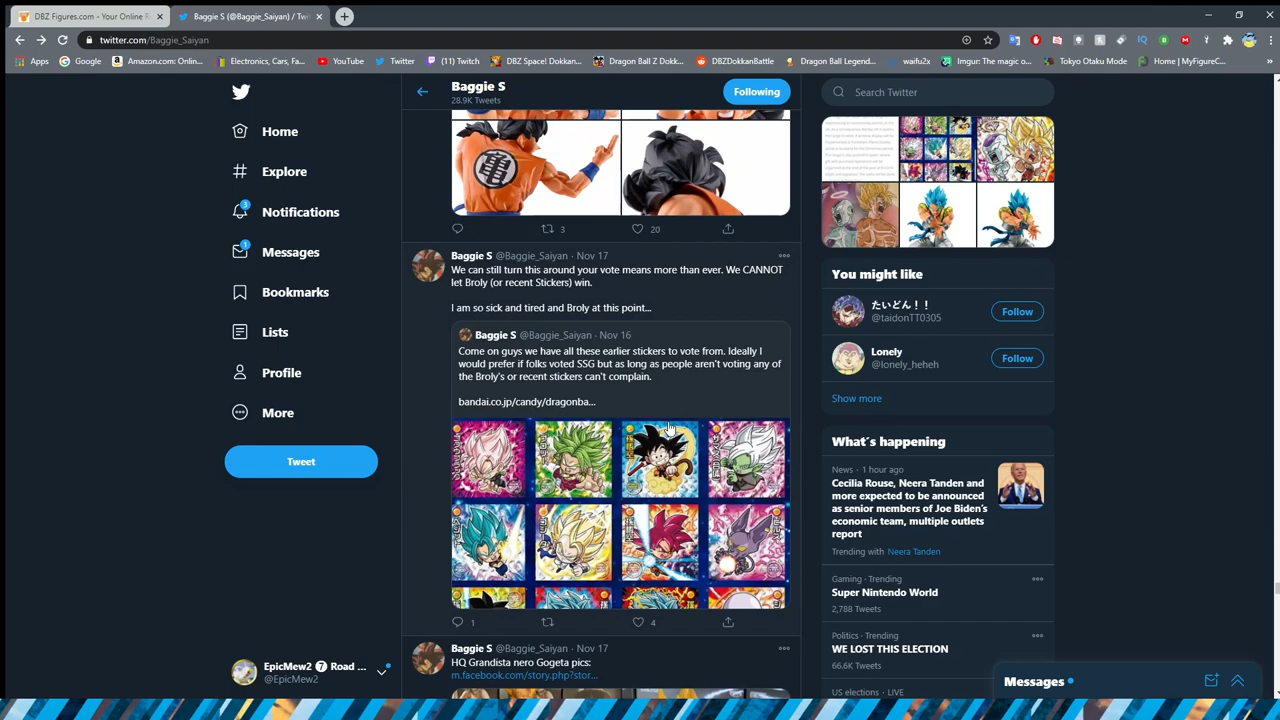 DBZ Figures.com - Your Online R
Baggie S (@Baggie_Saiyan) / Twi
twitter.com/Baggie_Saiyan
Apps
Google
Amazon.com: Onlin...
Electronics, Cars, Fa...
YouTube
Twitter
(11) Twitch
DBZ Space! Dokkan...
Dragon Ball Z Dokk...
DBZDokkanBattle
Dragon Ball Legend...
waifu2x
Imgur: The magic o...
Tokyo Otaku Mode
Home | MyFigureC...
»
Home
Explore
3
Notifications
1
Messages
Bookmarks
Lists
Profile
More
Tweet
EpicMew2 7 Road ...
@EpicMew2
Baggie S
28.9K Tweets
Following
3
20
Baggie S @Baggie_Saiyan · Nov 17
We can still turn this around your vote means more than ever. We CANNOT
let Broly (or recent Stickers) win.
I am so sick and tired and Broly at this point...
Baggie S @Baggie_Saiyan · Nov 16
Come on guys we have all these earlier stickers to vote from. Ideally I
would prefer if folks voted SSG but as long as people aren't voting any of
the Broly's or recent stickers can't complain.
bandai.co.jp/candy/dragonba...
1
4
Baggie S @Baggie_Saiyan · Nov 17
HQ Grandista nero Gogeta pics:
m.facebook.com/story.php?stor...
Search Twitter
You might like
たいどん！！
@taidonTT0305
Follow
Lonely
@lonely_heheh
Follow
Show more
What's happening
News · 1 hour ago
Cecilia Rouse, Neera Tanden and
more expected to be announced
as senior members of Joe Biden's
economic team, multiple outlets
report
Trending with Neera Tanden
Gaming · Trending
Super Nintendo World
2,788 Tweets
Politics · Trending
WE LOST THIS ELECTION
66.6K Tweets
US elections · LIVE
Messages